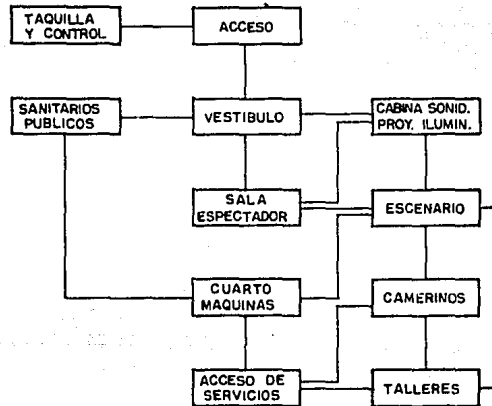 TAQUILLA
Y CONTROL
ACCESO
SANITARIOS
PUBLICOS
VESTIBULO
CABINA SONID.
PROY. ILUMIN.
SALA
ESPECTADOR
ESCENARIO
CUARTO
MAQUINAS
CAMERINOS
ACCESO DE
SERVICIOS
TALLERES